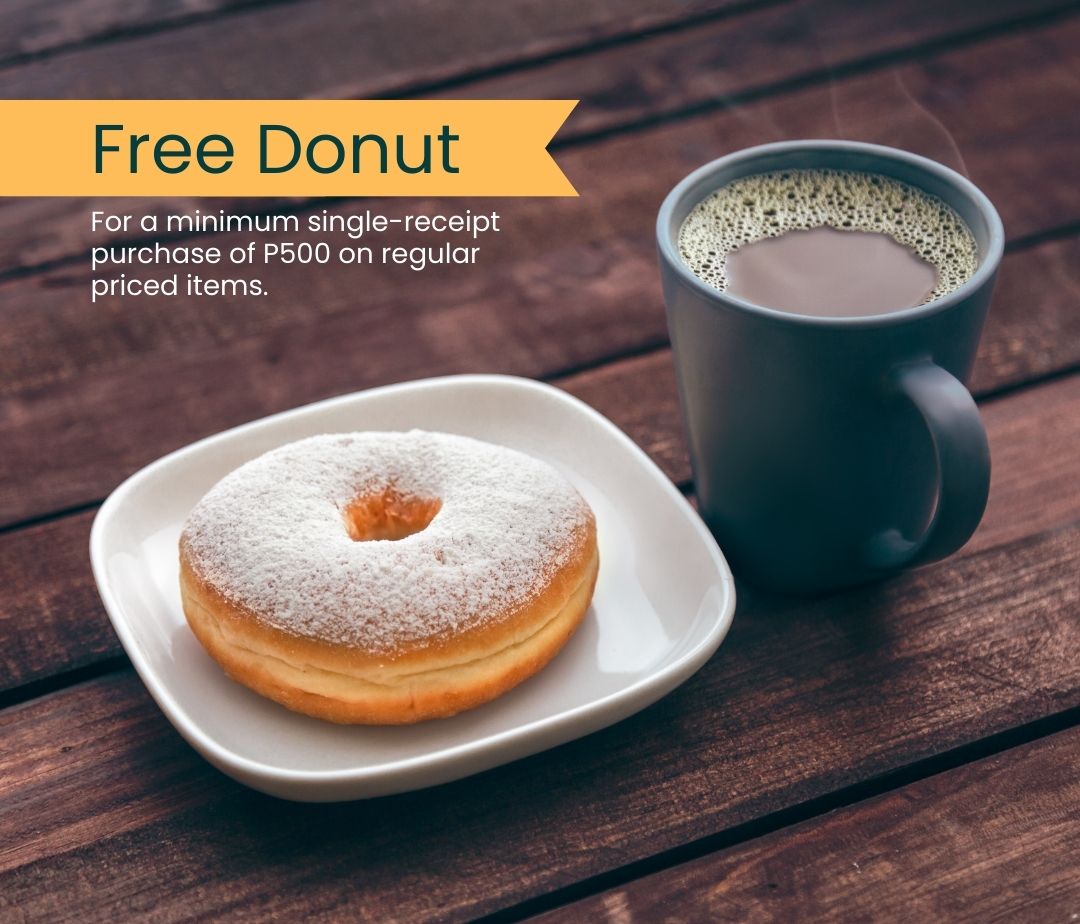 Free Donut
For a minimum single-receipt
purchase of P500 on regular
priced items.